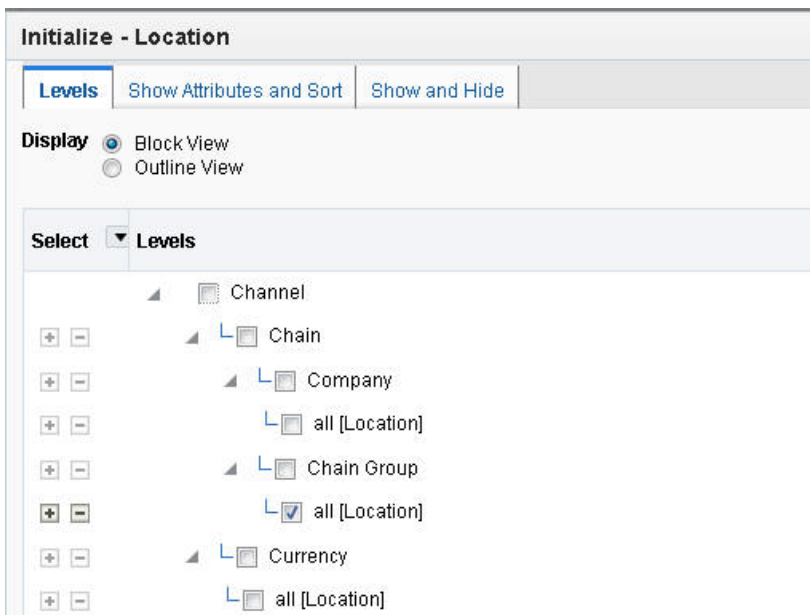 Initialize - Location
Levels Show Attributes and Sort Show and Hide
Display Block View
Outline View
Select Levels
Channel
Chain
Company
all [Location]
Chain Group
all [Location]
Currency
all [Location]